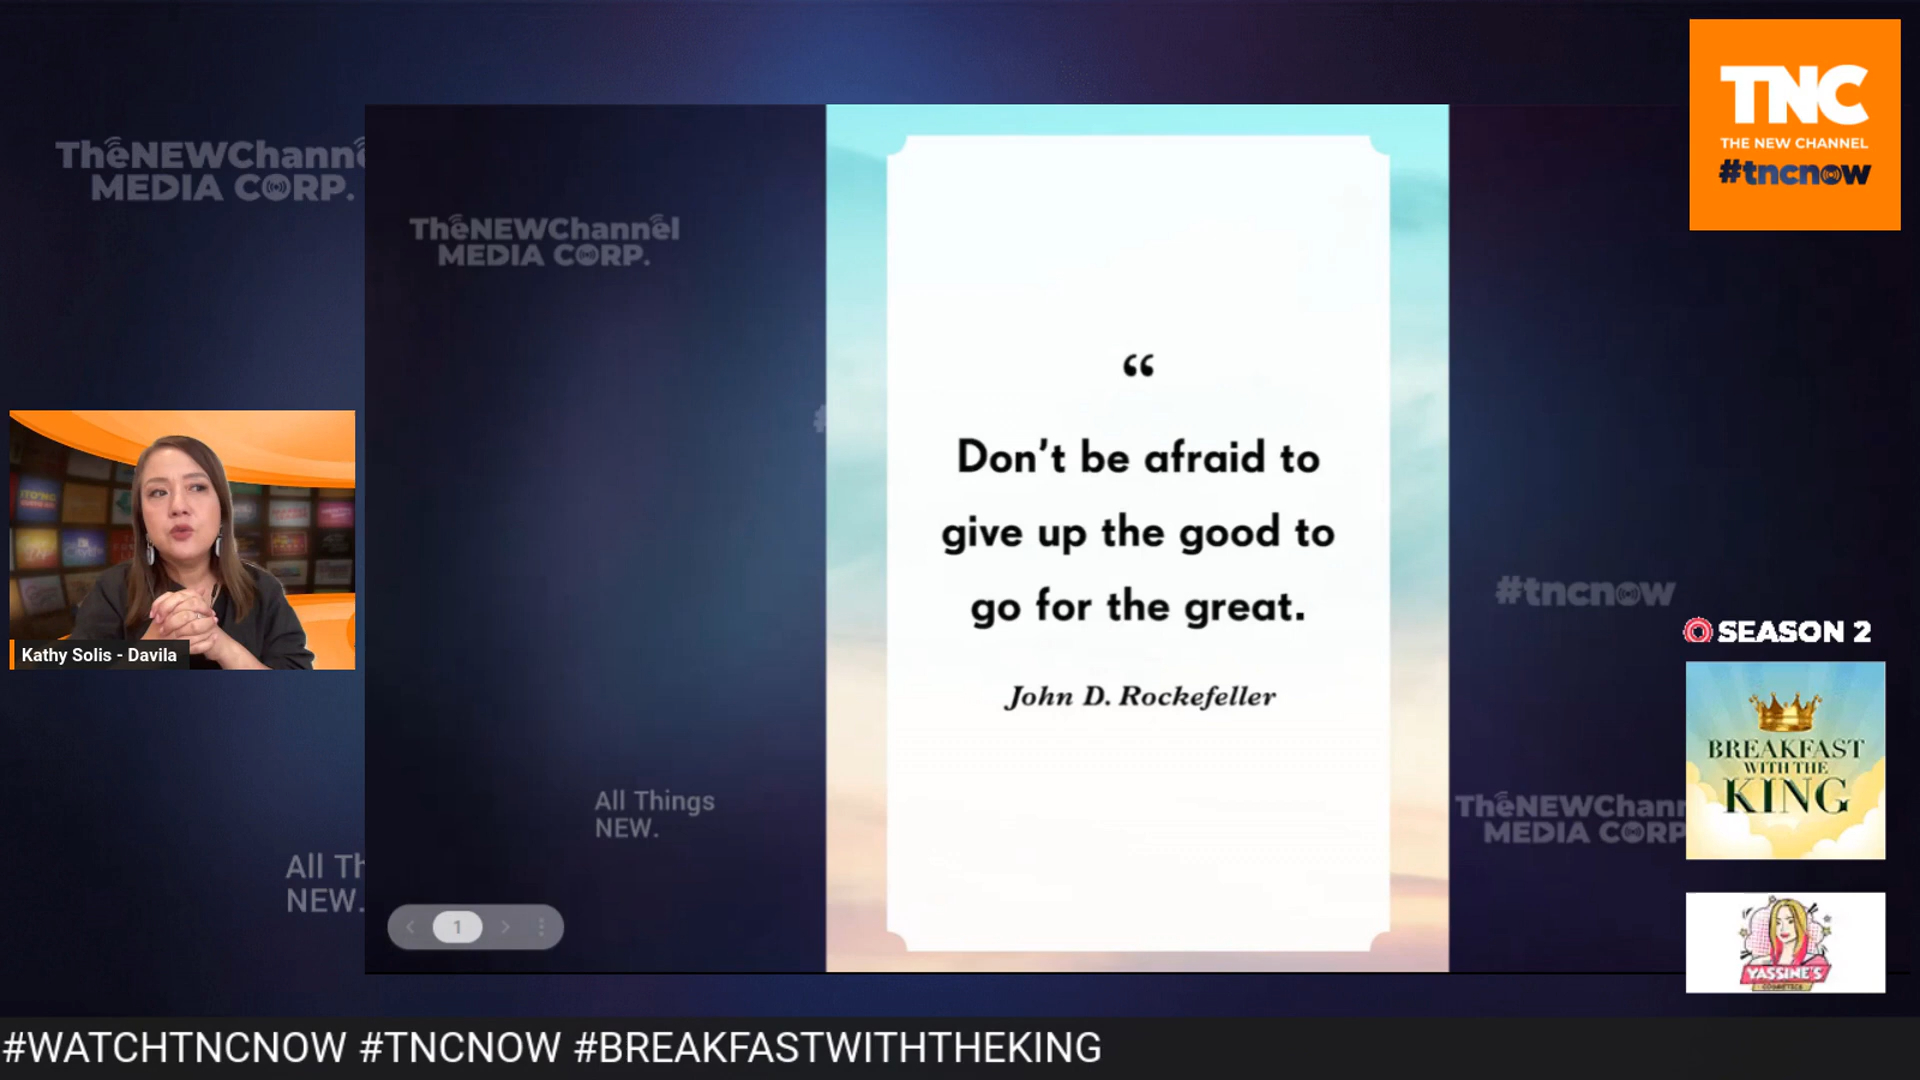 TheNEWChanne
MEDIA CORP.
TheNEWChannel
MEDIA CORP.
TNC
THE NEW CHANNEL
#tncnow
“
Don’t be afraid to
give up the good to
go for the great.
John D. Rockefeller
Kathy Solis - Davila
#tncnow
SEASON 2
BREAKFAST
WITH THE
KING
All Things
NEW.
TheNEWChann
MEDIA CORP
All Th
NEW.
1
YASSINE'S
COSMETICS
#WATCHTNCNOW #TNCNOW #BREAKFASTWITHTHEKING